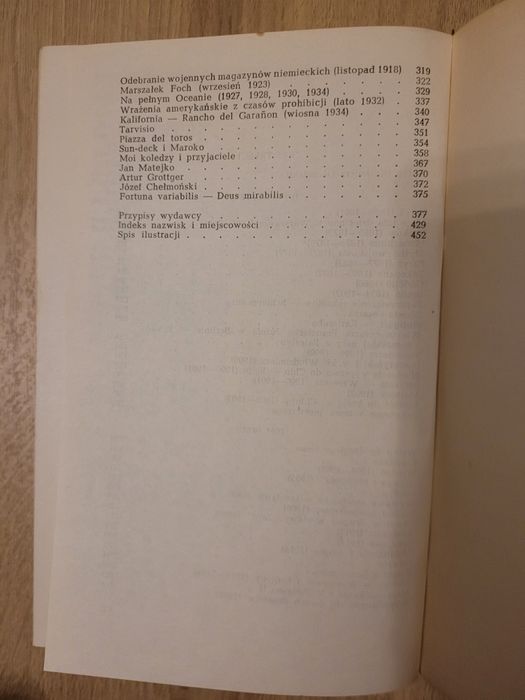 Odebranie wojennych magazynów niemieckich (listopad 1918) 319
Marszałek Foch (wrzesień 1923) . . . . . . . 322
Na pełnym Oceanie (1927, 1928, 1930, 1934) . . . . 329
Wrażenia amerykańskie z czasów prohibicji (lato 1932) . 337
Kalifornia — Rancho del Garañon (wiosna 1934) . . . 340
Tarvisio . . . . . . . . . . . . 347
Piazza del toros . . . . . . . . . . . 351
Sun-deck i Maroko . . . . . . . . . . 354
Moi koledzy i przyjaciele . . . . . . . . . 358
Jan Matejko . . . . . . . . . . . . 367
Artur Grottger . . . . . . . . . . . 370
Józef Chełmoński . . . . . . . . . . . 372
Fortuna variabilis — Deus mirabilis . . . . . . . 375
Przypisy wydawcy . . . . . . . . . . 377
Indeks nazwisk i miejscowości . . . . . . . . 429
Spis ilustracji . . . . . . . . . . . . 452